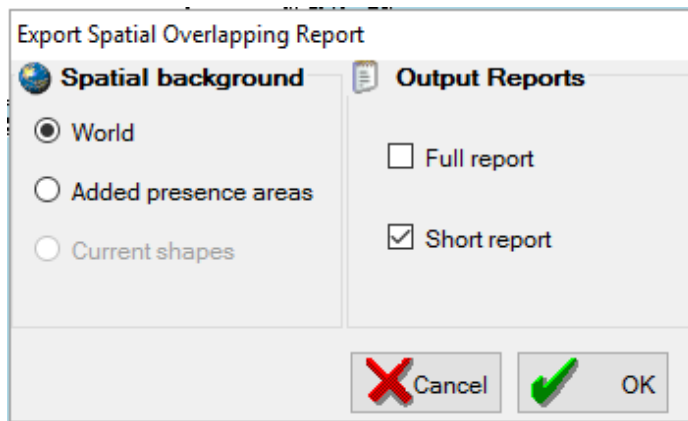 Export Spatial Overlapping Report
Spatial background
Output Reports
World
Added presence areas
Current shapes
Full report
Short report
Cancel
OK